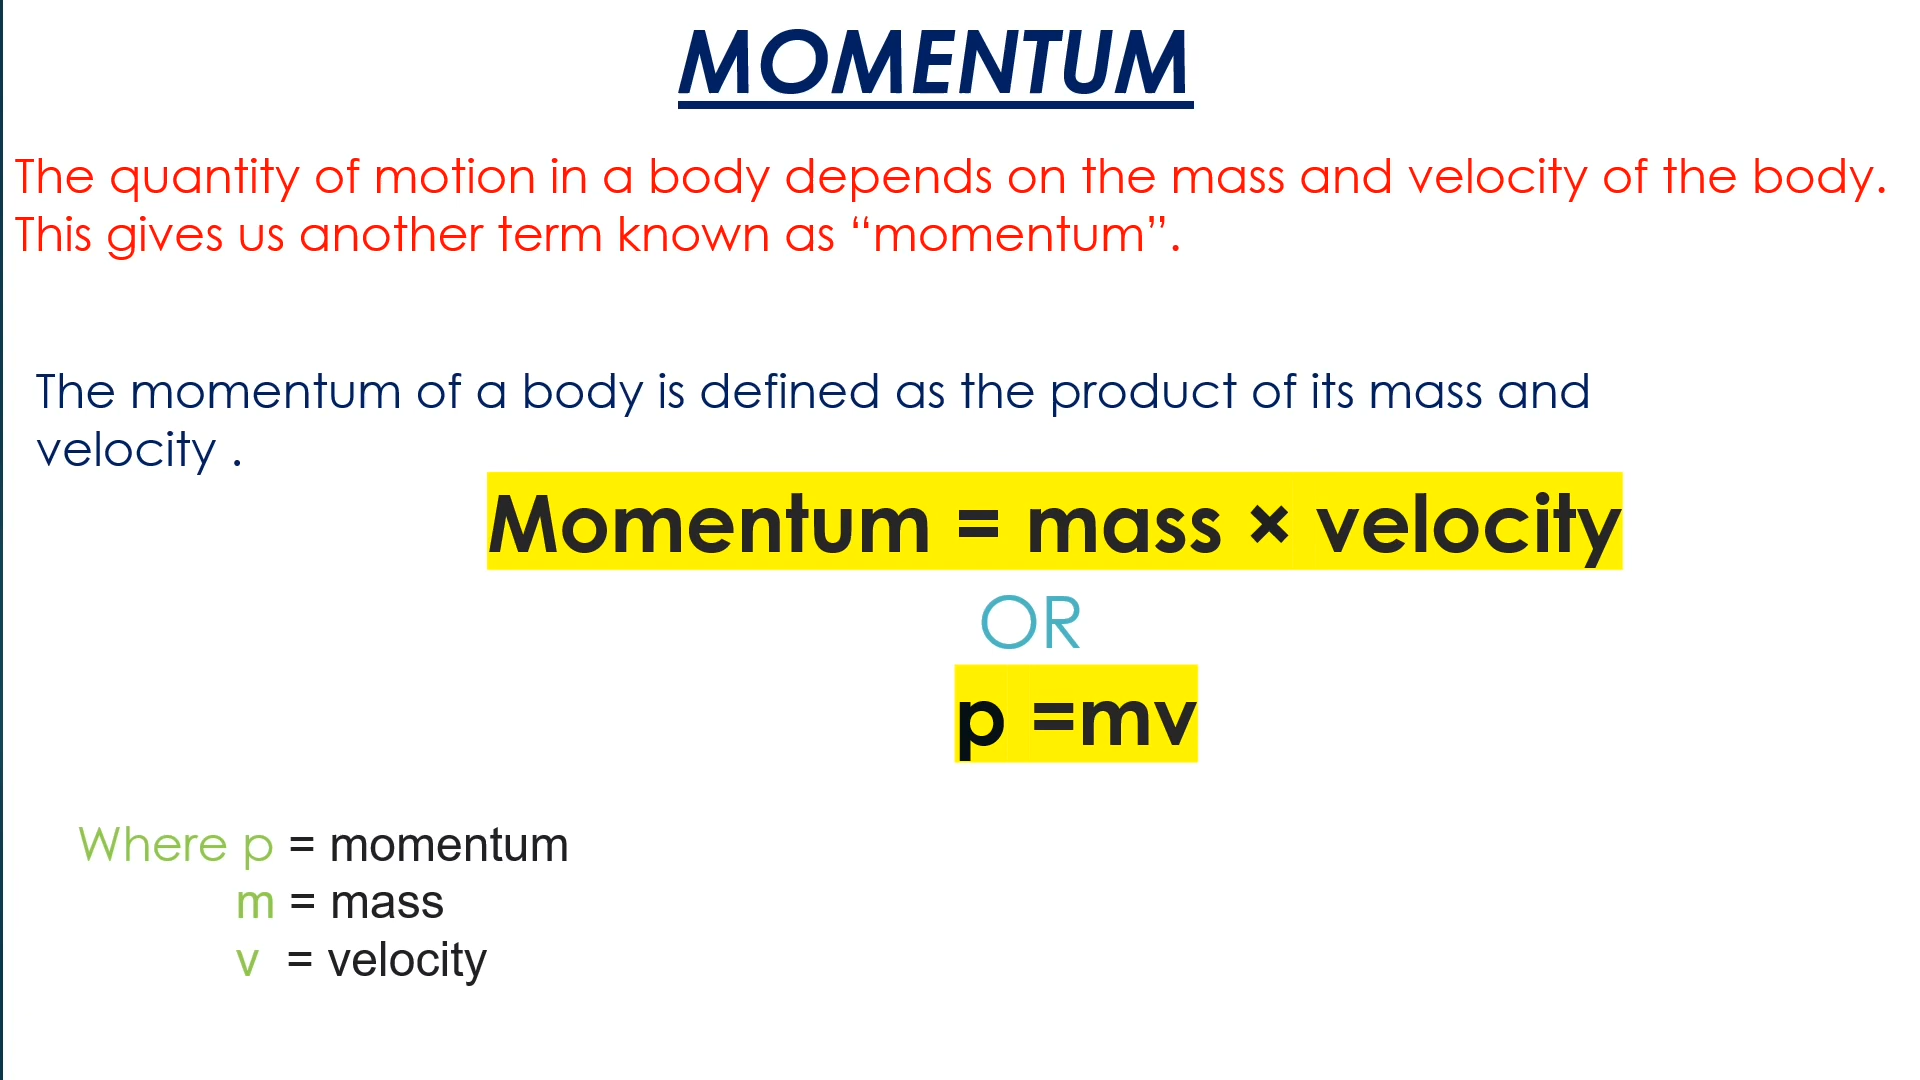 MOMENTUM
The quantity of motion in a body depends on the mass and velocity of the body.
This gives us another term known as “momentum”.
The momentum of a body is defined as the product of its mass and
velocity .
Momentum = mass × velocity
OR
p =mv
Where p = momentum
m = mass
v = velocity